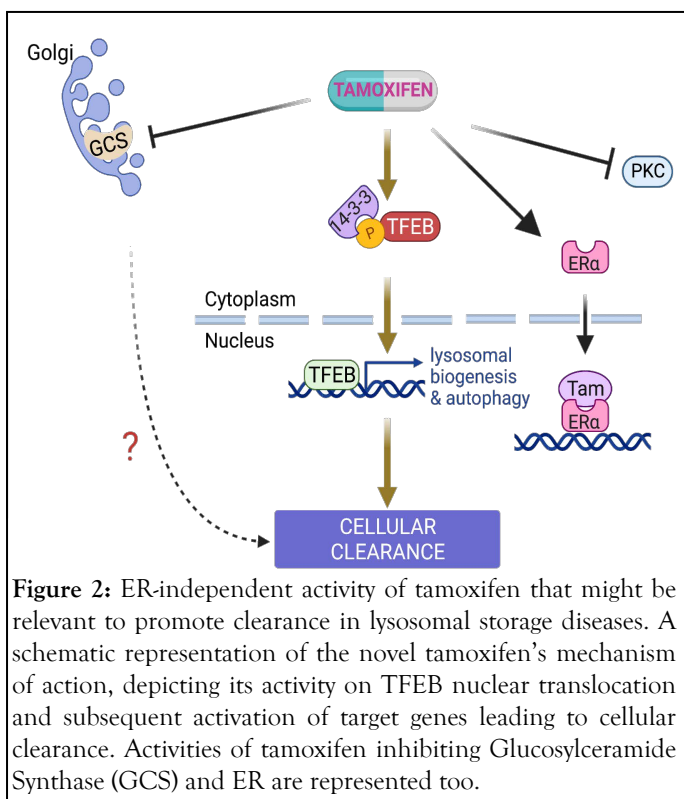 Golgi
TAMOXIFEN
GCS
PKC
14-3-3
P
TFEB
ERα
Cytoplasm
Nucleus
TFEB
lysosomal
biogenesis
& autophagy
Tam
ERα
?
CELLULAR
CLEARANCE
Figure 2: ER-independent activity of tamoxifen that might be
relevant to promote clearance in lysosomal storage diseases. A
schematic representation of the novel tamoxifen's mechanism
of action, depicting its activity on TFEB nuclear translocation
and subsequent activation of target genes leading to cellular
clearance. Activities of tamoxifen inhibiting Glucosylceramide
Synthase (GCS) and ER are represented too.